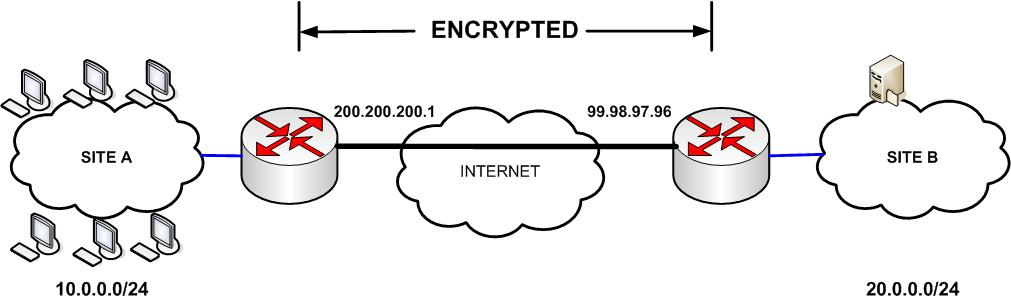 ENCRYPTED
200.200.200.1
99.98.97.96
SITE A
INTERNET
SITE B
10.0.0.0/24
20.0.0.0/24